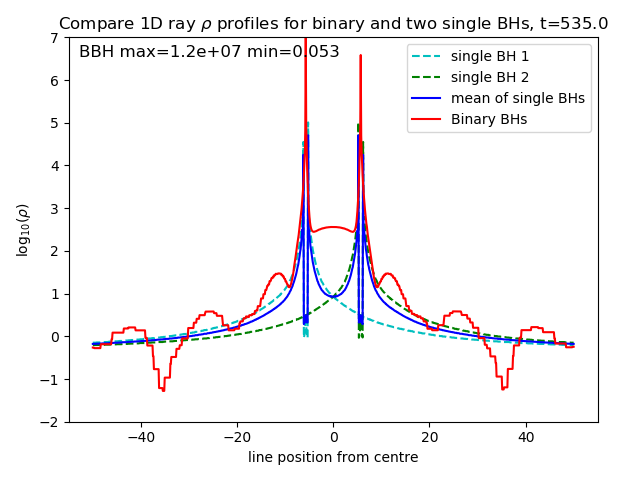 Compare 1D ray ρ profiles for binary and two single BHs, t=535.0
BBH max=1.2e+07 min=0.053
single BH 1
single BH 2
mean of single BHs
Binary BHs
log₁₀(ρ)
7
6
5
4
3
2
1
0
−1
−2
−40 −20 0 20 40
line position from centre